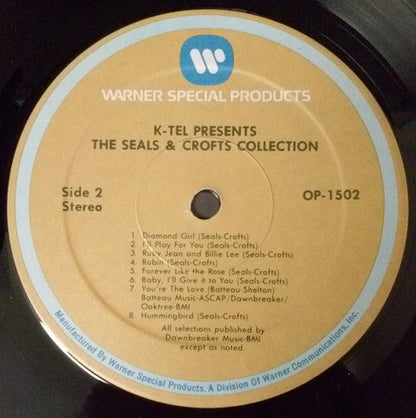 WARNER SPECIAL PRODUCTS
K-TEL PRESENTS
THE SEALS & CROFTS COLLECTION
Side 2
Stereo
OP-1502
1. Diamond Girl (Seals-Crofts)
2. I'll Play For You (Seals-Crofts)
3. Ruby Jean and Billie Lee (Seals-Crofts)
4. Robin (Seals-Crofts)
5. Forever Like the Rose (Seals-Crofts)
6. Baby, I'll Give it to You (Seals-Crofts)
7. You're The Love (Batteau-Shelton)
Batteau Music-ASCAP/Dawnbreaker/
Oaktree-BMI
8. Hummingbird (Seals-Crofts)
All selections published by
Dawnbreaker Music-BMI
except as noted.
Manufactured By Warner Special Products, A Division Of Warner Communications, Inc.